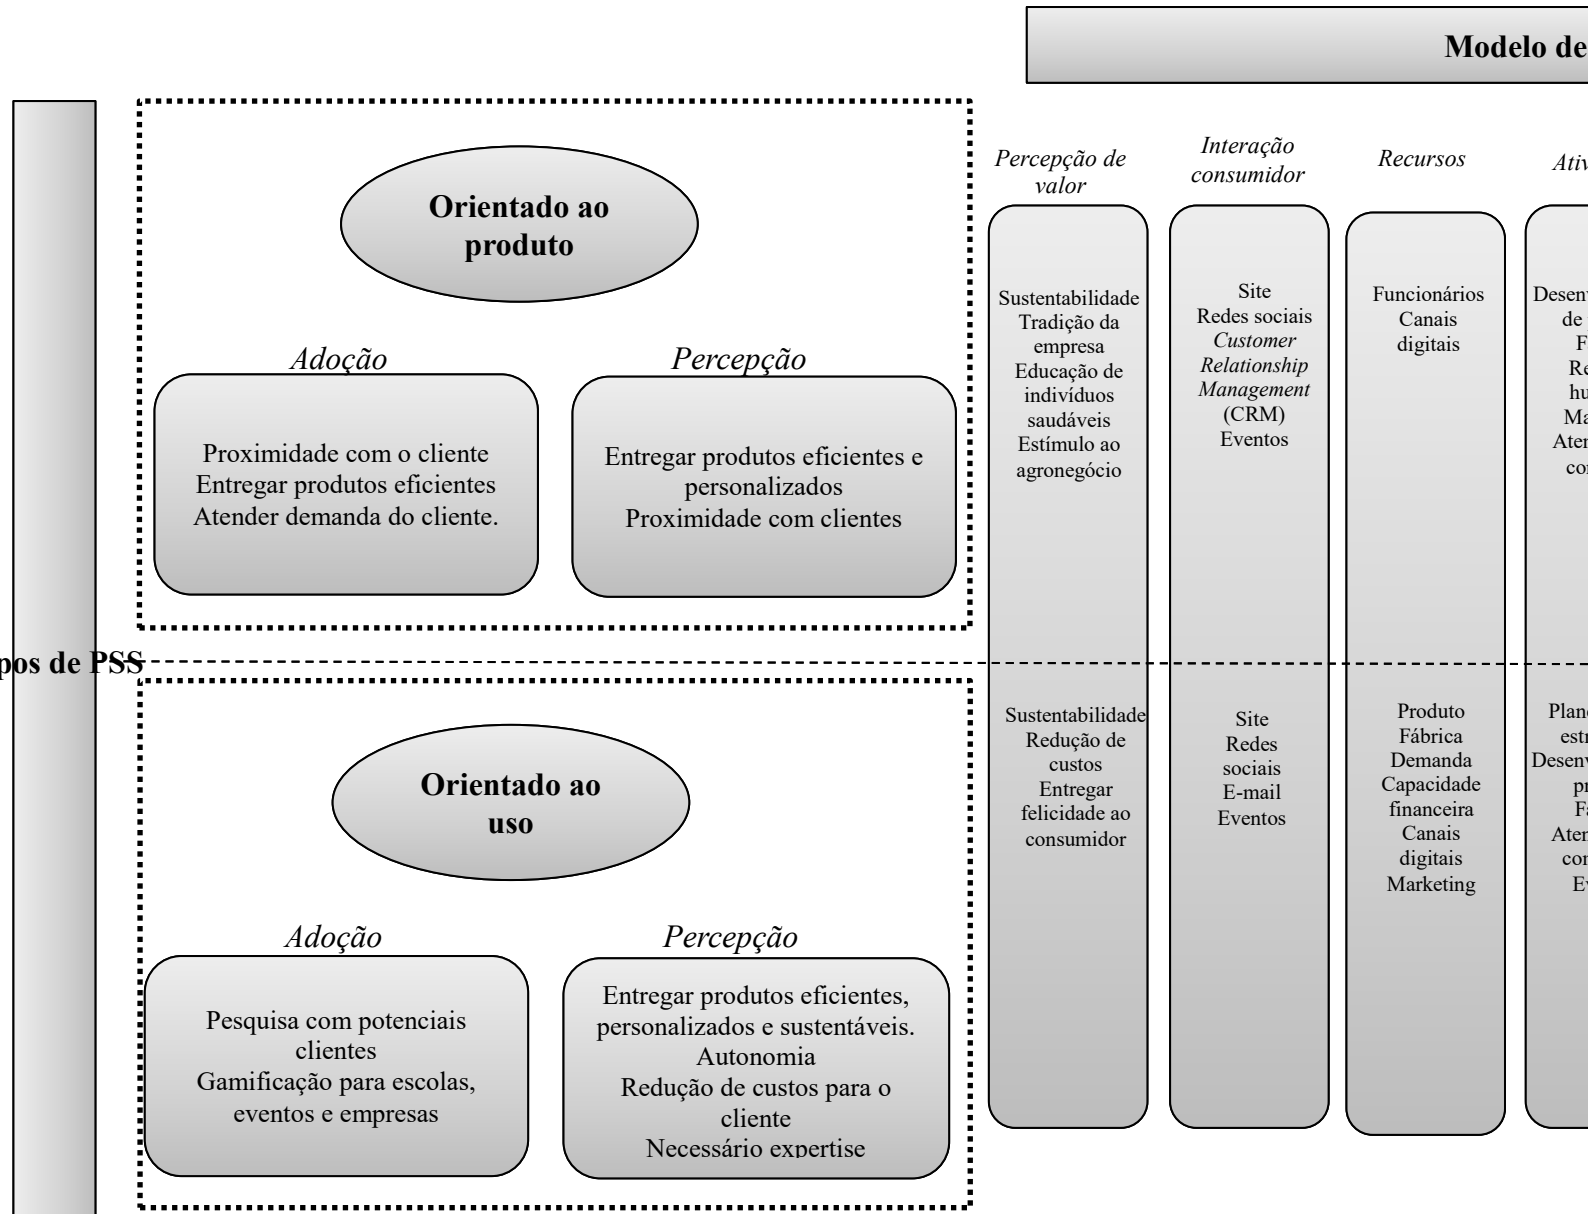 Modelo de
Orientado ao
produto
Adoção
Proximidade com o cliente
Entregar produtos eficientes
Atender demanda do cliente.
Percepção
Entregar produtos eficientes e
personalizados
Proximidade com clientes
Percepção de
valor
Sustentabilidade
Tradição da
empresa
Educação de
indivíduos
saudáveis
Estímulo ao
agronegócio
Interação
consumidor
Site
Redes sociais
Customer
Relationship
Management
(CRM)
Eventos
Recursos
Funcionários
Canais
digitais
de
de PSS
Orientado ao
uso
Adoção
Pesquisa com potenciais
clientes
Gamificação para escolas,
eventos e empresas
Percepção
Entregar produtos eficientes,
personalizados e sustentáveis.
Autonomia
Redução de custos para o
cliente
Necessário expertise
Sustentabilidade
Redução de
custos
Entregar
felicidade ao
consumidor
Site
Redes
sociais
E-mail
Eventos
Produto
Fábrica
Demanda
Capacidade
financeira
Canais
digitais
Marketing